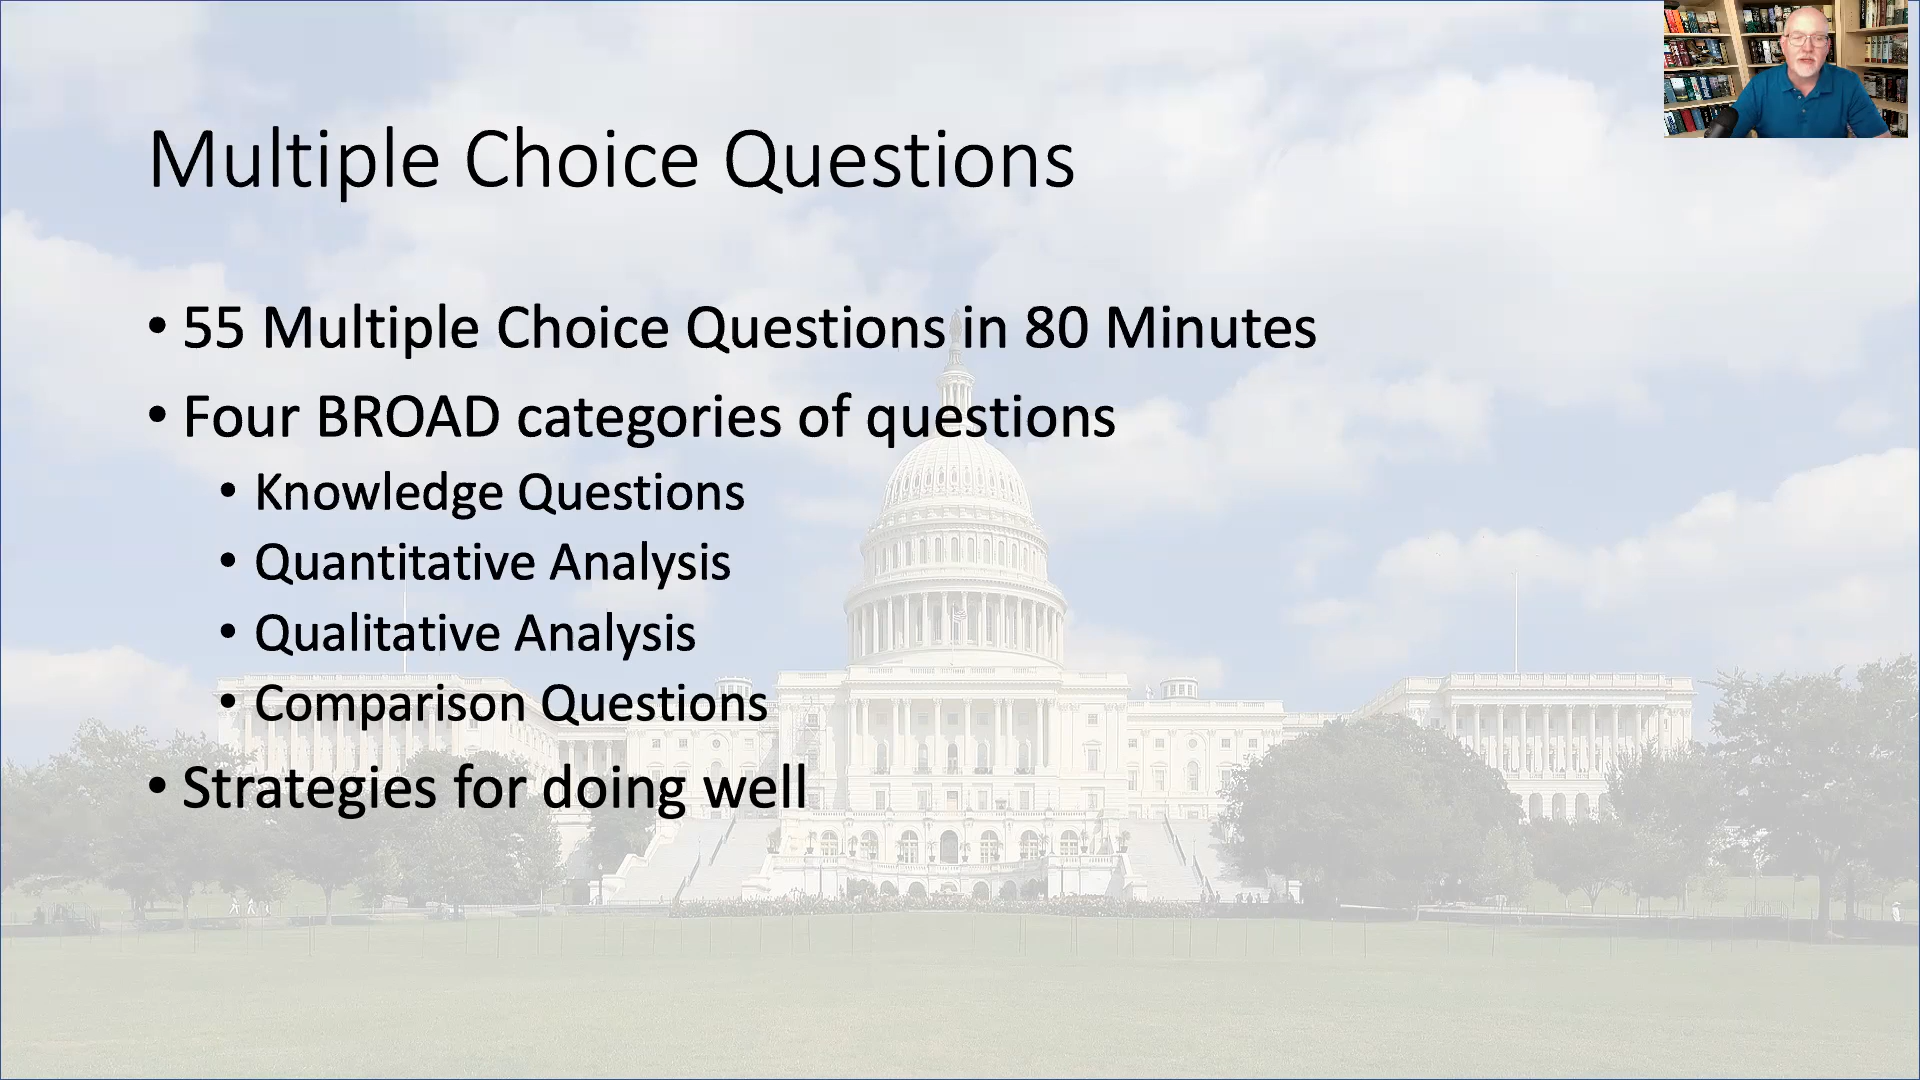 Multiple Choice Questions
• 55 Multiple Choice Questions in 80 Minutes
• Four BROAD categories of questions
• Knowledge Questions
• Quantitative Analysis
• Qualitative Analysis
• Comparison Questions
• Strategies for doing well